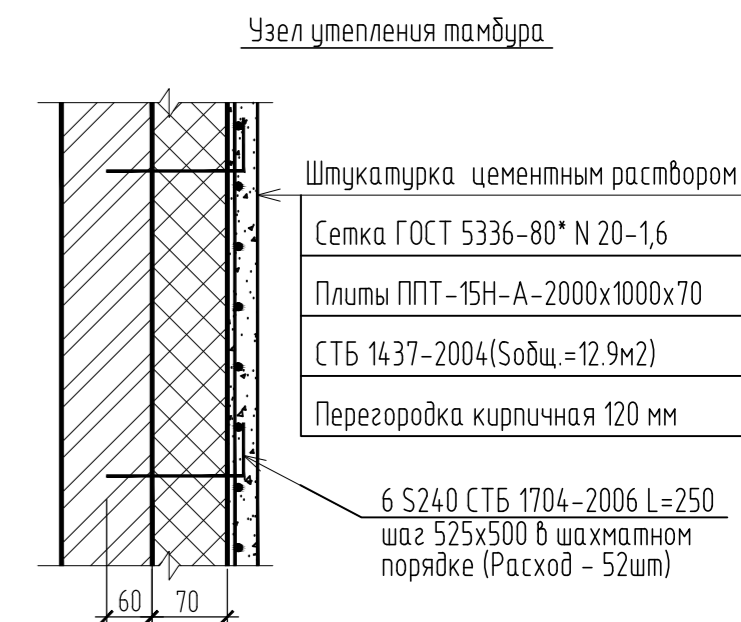 Узел утепления тамбура
Штукатурка цементным раствором
Сетка ГОСТ 5336-80* N 20-1,6
Плиты ППТ-15Н-А-2000х1000х70
СТБ 1437-2004(Sобщ.=12.9м2)
Перегородка кирпичная 120 мм
6 S240 СТБ 1704-2006 L=250
шаг 525х500 в шахматном
порядке (Расход - 52шт)
60 70